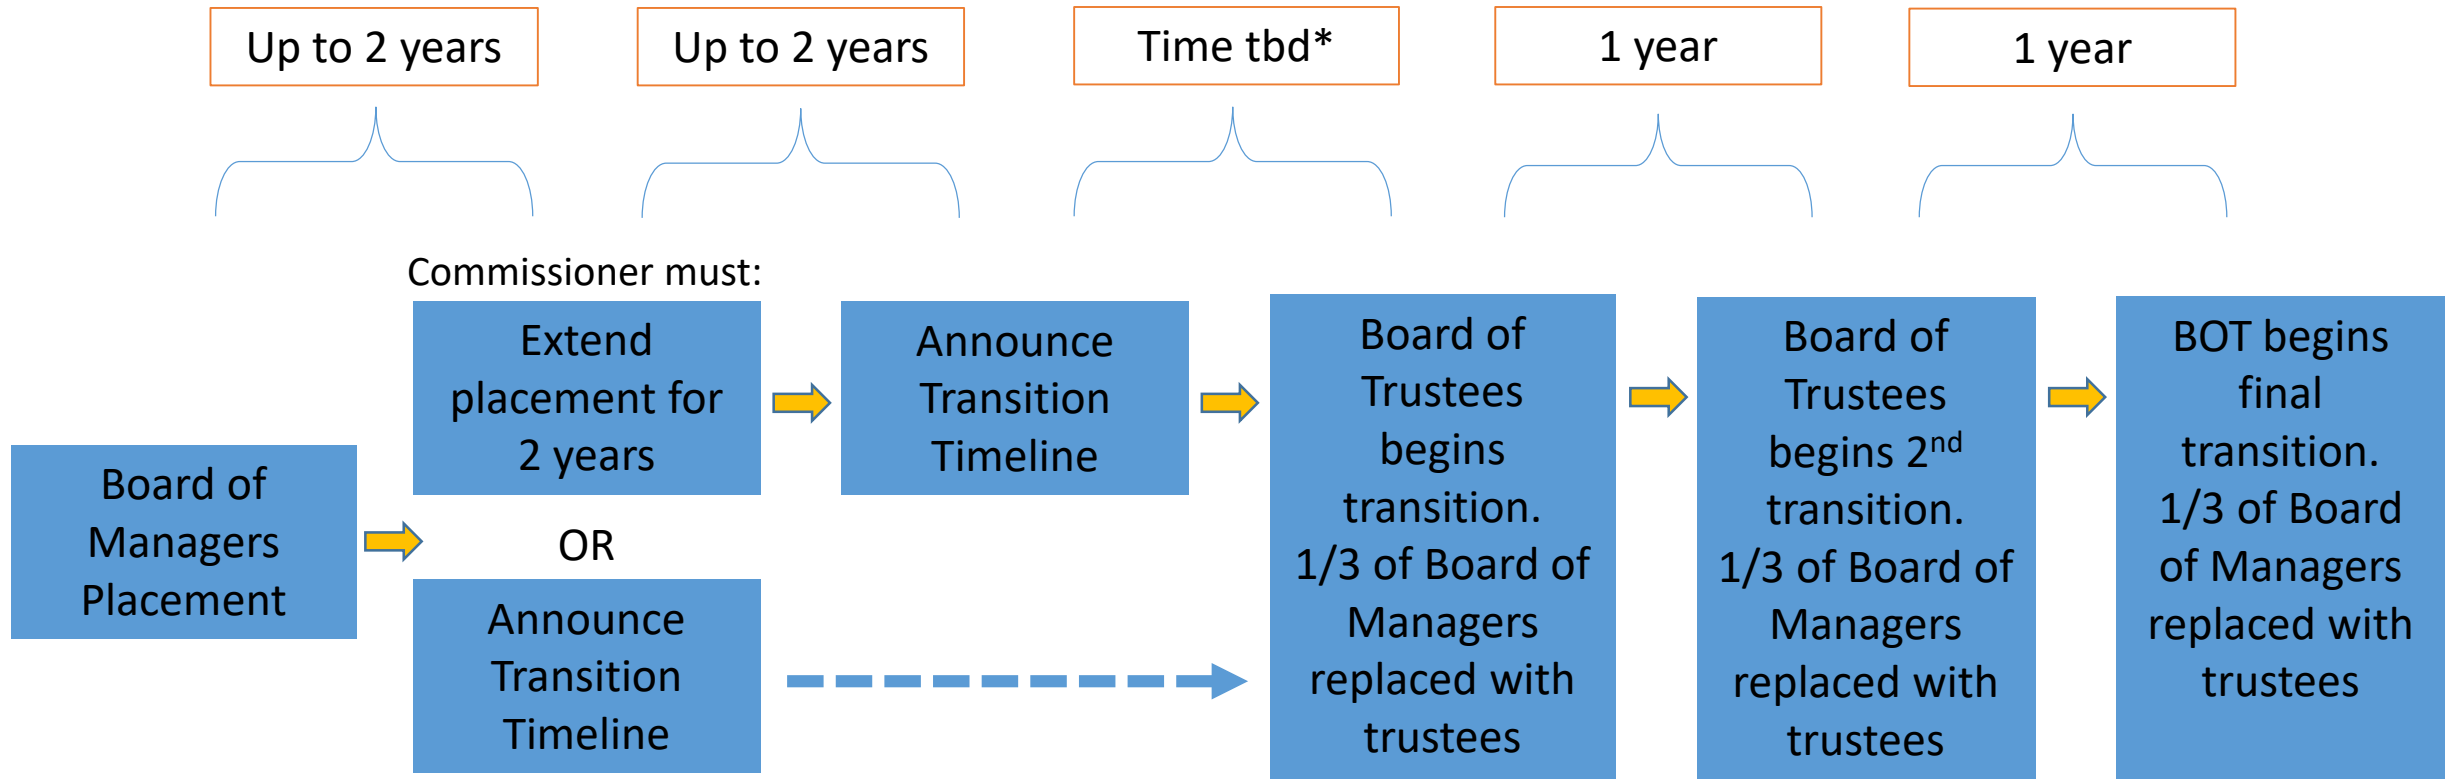 Up to 2 years
Up to 2 years
Time tbd*
1 year
1 year
Board of
Managers
Placement
Commissioner must:
Extend
placement for
2 years
OR
Announce
Transition
Timeline
Announce
Transition
Timeline
Board of
Trustees
begins
transition.
1/3 of Board of
Managers
replaced with
trustees
Board of
Trustees
begins 2nd
transition.
1/3 of Board of
Managers
replaced with
trustees
BOT begins
final
transition.
1/3 of Board
of Managers
replaced with
trustees